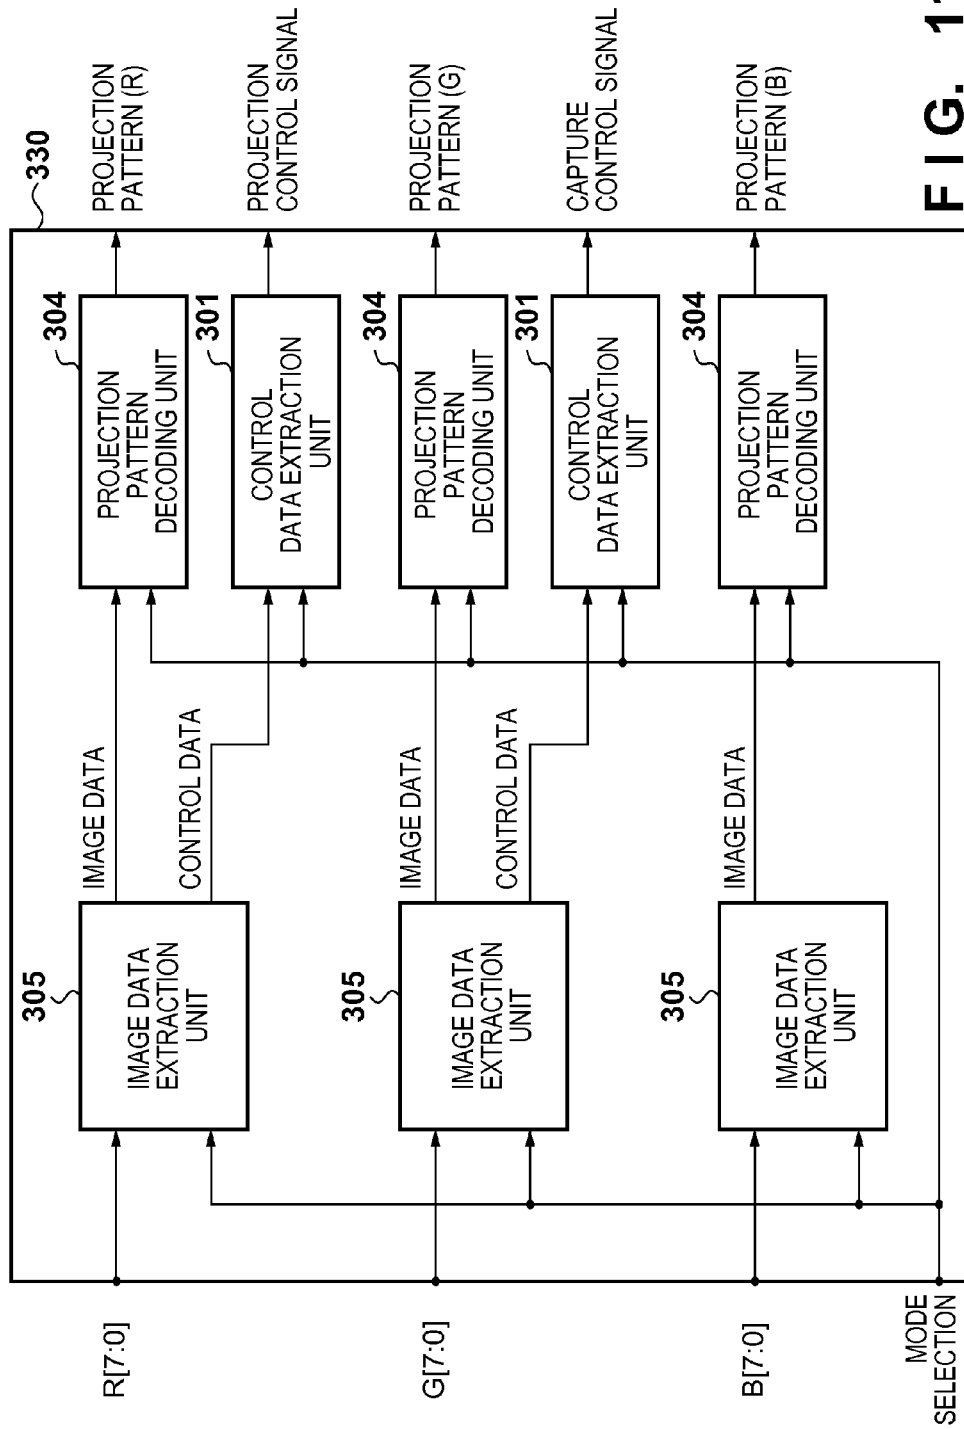 330
R[7:0]
305
IMAGE DATA
EXTRACTION
UNIT
IMAGE DATA
CONTROL DATA
304
PROJECTION
PATTERN
DECODING UNIT
PROJECTION
PATTERN (R)
301
CONTROL
DATA EXTRACTION
UNIT
PROJECTION
CONTROL SIGNAL
G[7:0]
305
IMAGE DATA
EXTRACTION
UNIT
IMAGE DATA
CONTROL DATA
304
PROJECTION
PATTERN
DECODING UNIT
PROJECTION
PATTERN (G)
301
CONTROL
DATA EXTRACTION
UNIT
CAPTURE
CONTROL SIGNAL
B[7:0]
305
IMAGE DATA
EXTRACTION
UNIT
IMAGE DATA
304
PROJECTION
PATTERN
DECODING UNIT
PROJECTION
PATTERN (B)
MODE
SELECTION
F I G. 11